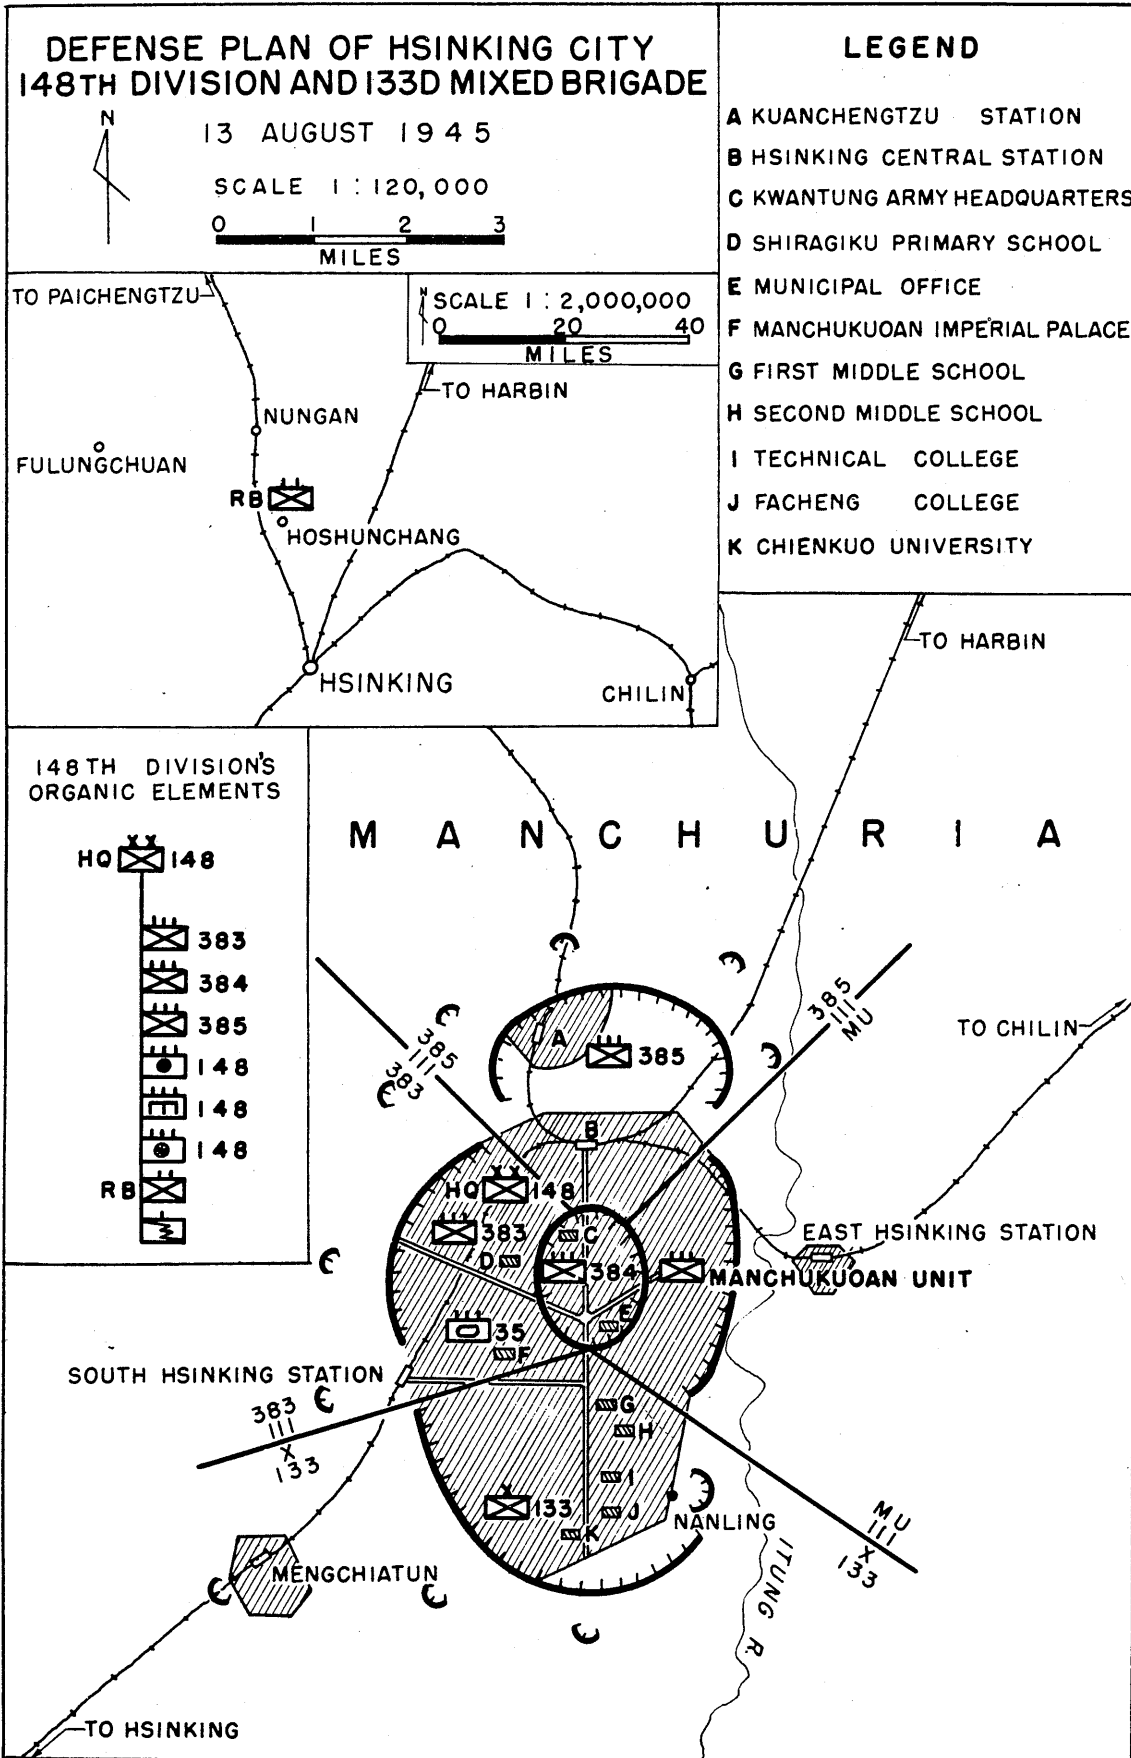 DEFENSE PLAN OF HSINKING CITY
148TH DIVISION AND 133D MIXED BRIGADE
N
13 AUGUST 1945
SCALE 1 : 120,000
0 1 2 3
MILES
LEGEND
A KUANCHENGTZU STATION
B HSINKING CENTRAL STATION
C KWANTUNG ARMY HEADQUARTERS
D SHIRAGIKU PRIMARY SCHOOL
E MUNICIPAL OFFICE
F MANCHUKUOAN IMPERIAL PALACE
G FIRST MIDDLE SCHOOL
H SECOND MIDDLE SCHOOL
I TECHNICAL COLLEGE
J FACHENG COLLEGE
K CHIENKUO UNIVERSITY
TO PAICHENGTZU
N
SCALE 1 : 2,000,000
0 20 40
MILES
TO HARBIN
NUNGAN
FULUNGCHUAN
RB
HOSHUNCHANG
HSINKING
CHILIN
148TH DIVISION'S
ORGANIC ELEMENTS
HQ 148
383
384
385
148
148
148
RB
TO HARBIN
MANCHURIA
385
III
383
385
III
MU
A
385
TO CHILIN
B
HQ 148
383
C
D
384
MANCHUKUOAN UNIT
EAST HSINKING STATION
E
35
F
SOUTH HSINKING STATION
383
III
X
133
G
H
I
J
K
133
NANLING
MU
III
X
133
ITUNG R.
MENGCHIATUN
TO HSINKING